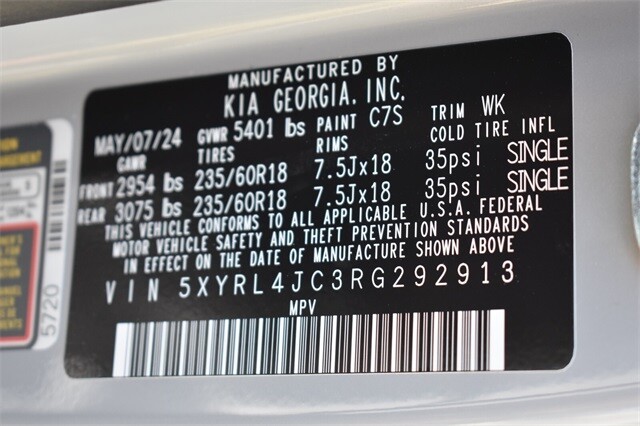 MANUFACTURED BY
KIA GEORGIA, INC.
MAY/07/24 GVWR 5401 lbs PAINT C7S TRIM WK
GAWR TIRES RIMS COLD TIRE INFL
FRONT 2954 lbs 235/60R18 7.5Jx18 35psi SINGLE
REAR 3075 lbs 235/60R18 7.5Jx18 35psi SINGLE
THIS VEHICLE CONFORMS TO ALL APPLICABLE U.S.A. FEDERAL
MOTOR VEHICLE SAFETY AND THEFT PREVENTION STANDARDS
IN EFFECT ON THE DATE OF MANUFACTURE SHOWN ABOVE
VIN 5XYRL4JC3RG292913
MPV
5720